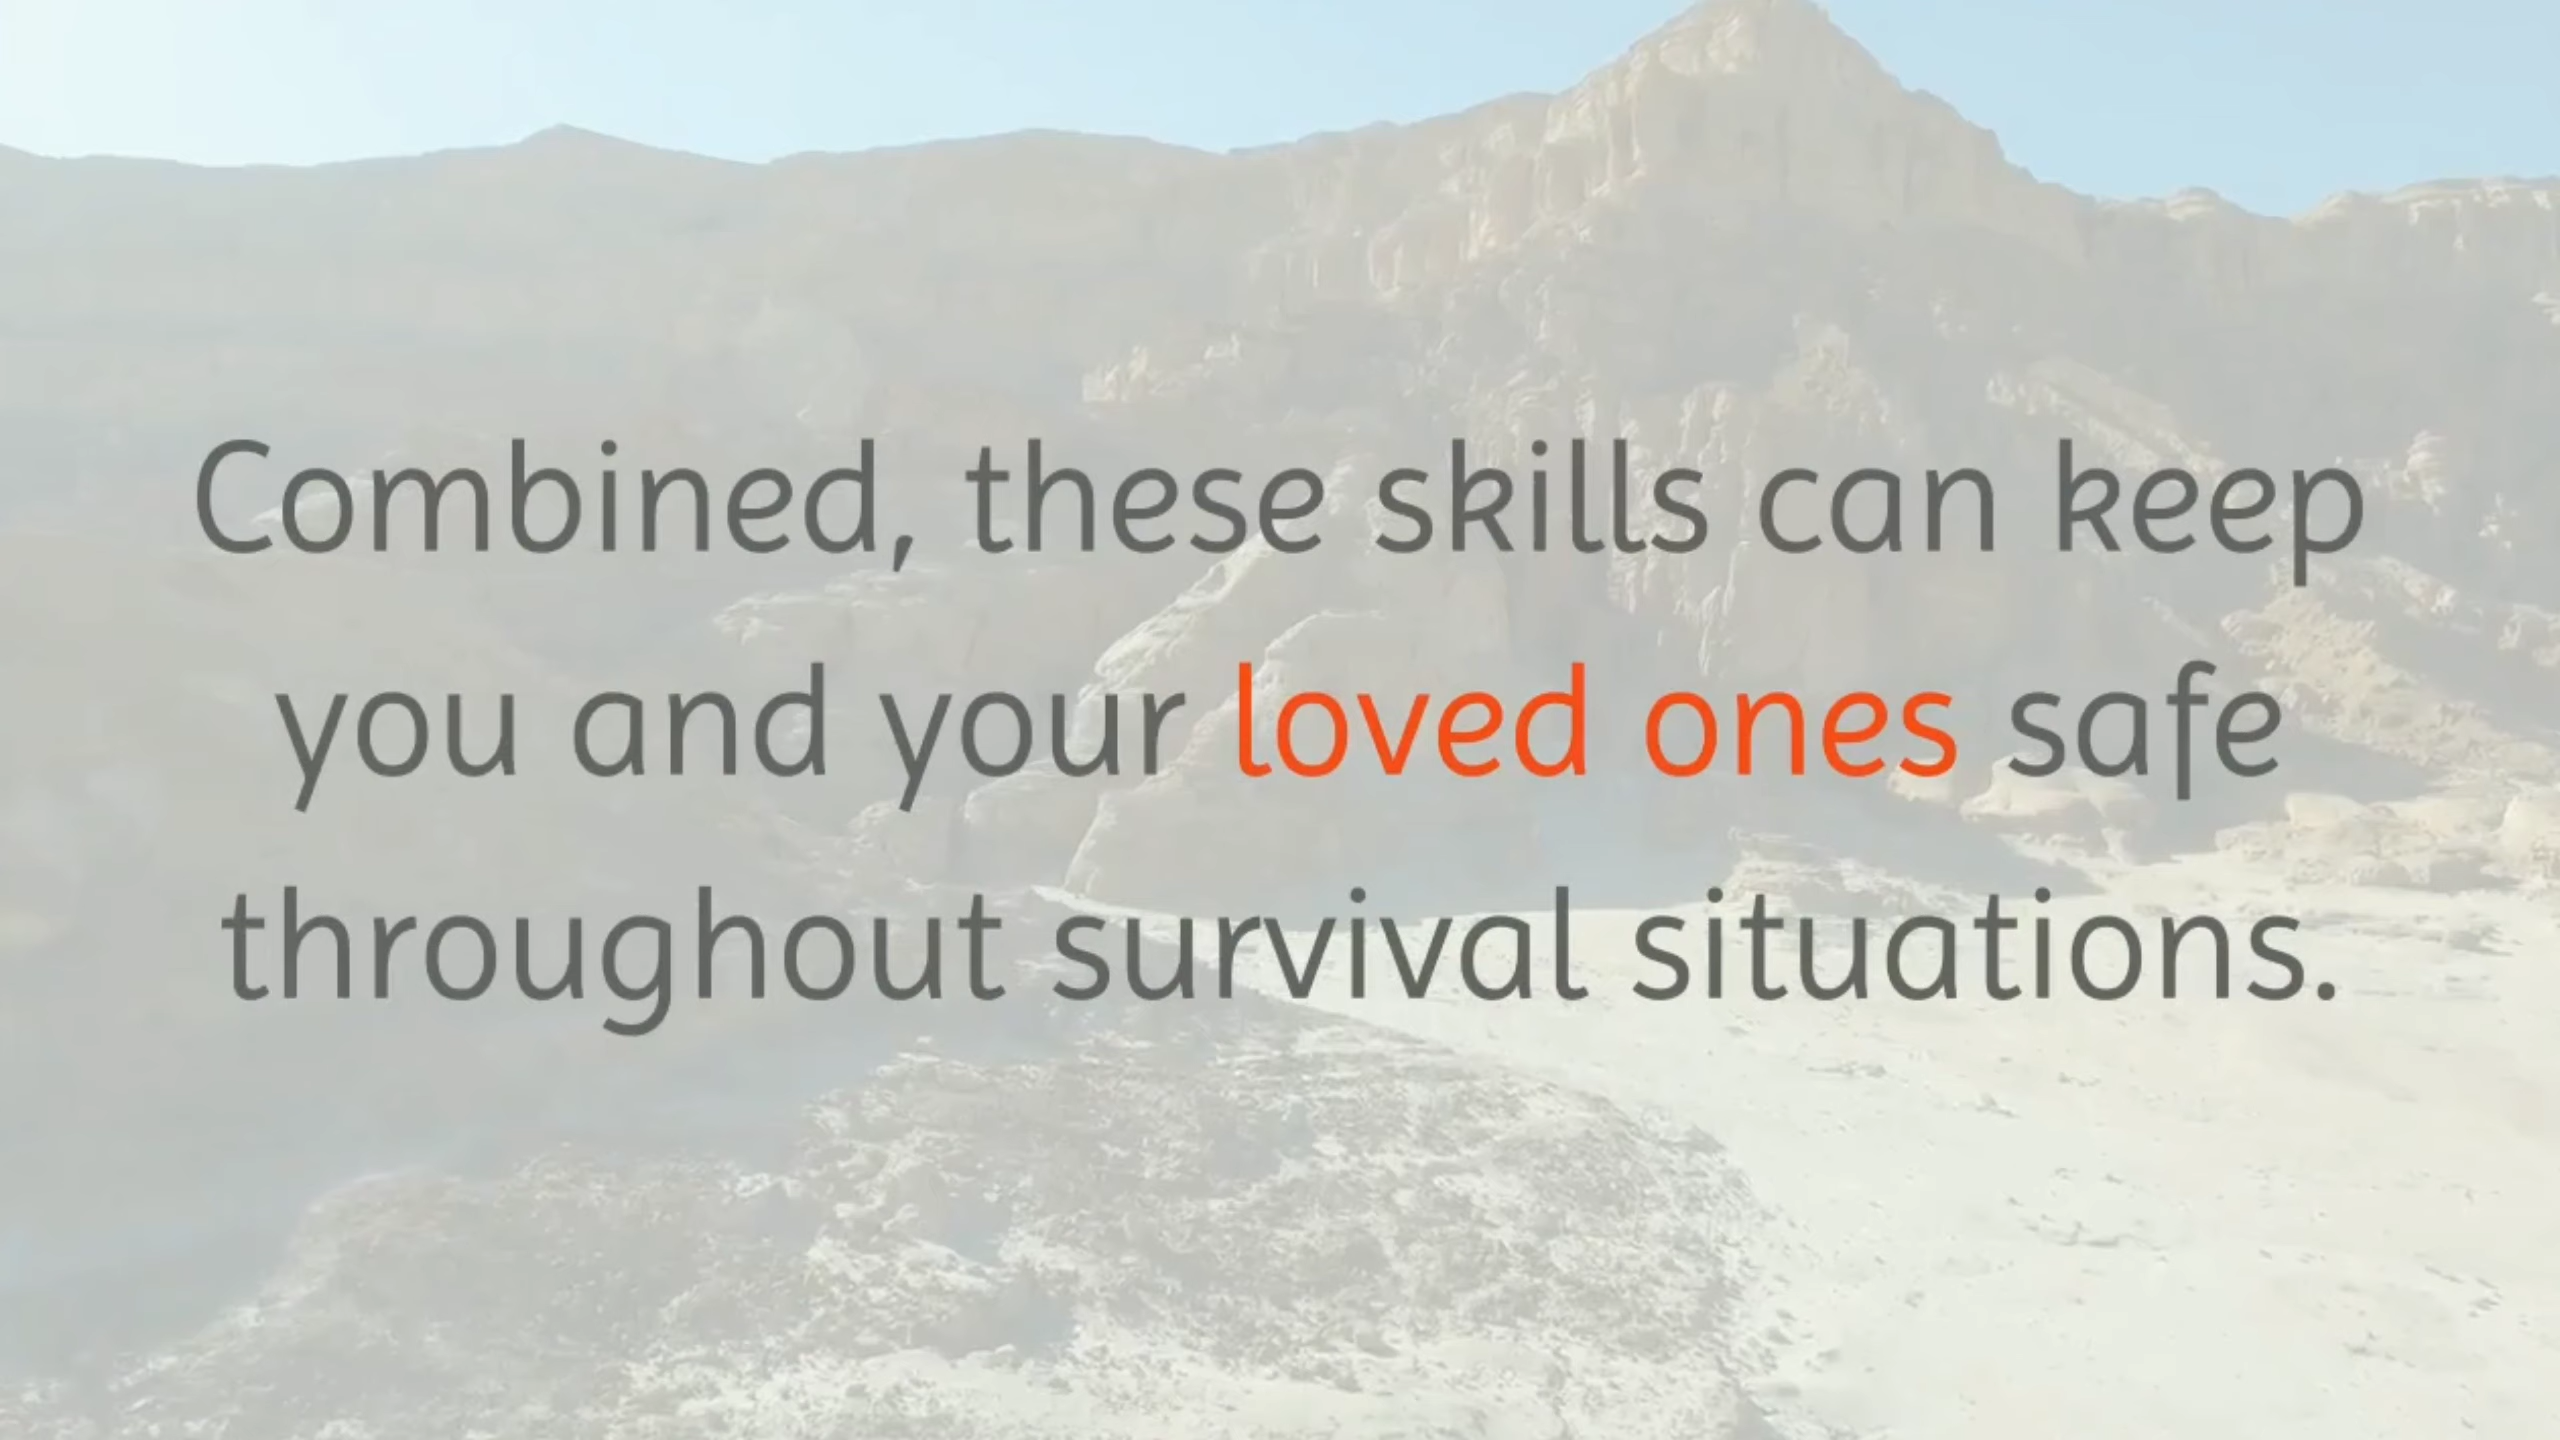 Combined, these skills can keep
you and your loved ones safe
throughout survival situations.